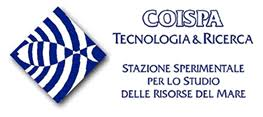 COISPA
TECNOLOGIA & RICERCA
STAZIONE SPERIMENTALE
PER LO STUDIO
DELLE RISORSE DEL MARE